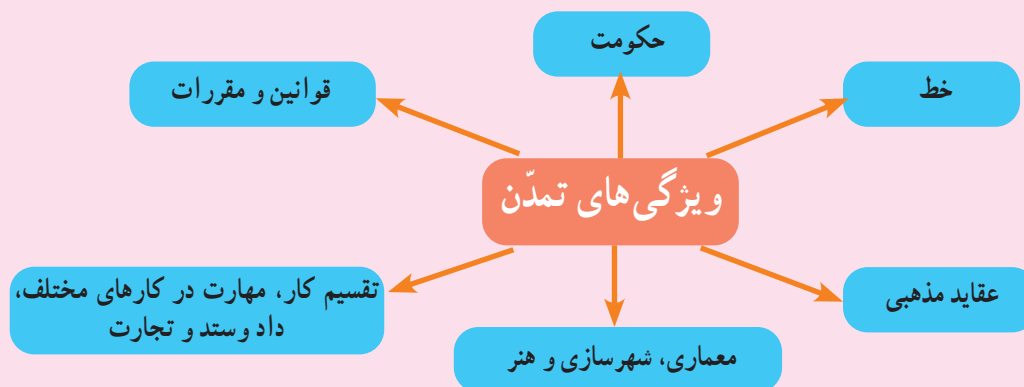 حکومت
خط
قوانین و مقررات
ویژگی‌های تمدّن
عقاید مذهبی
تقسیم کار، مهارت در کارهای مختلف،
داد وستد و تجارت
معماری، شهرسازی و هنر